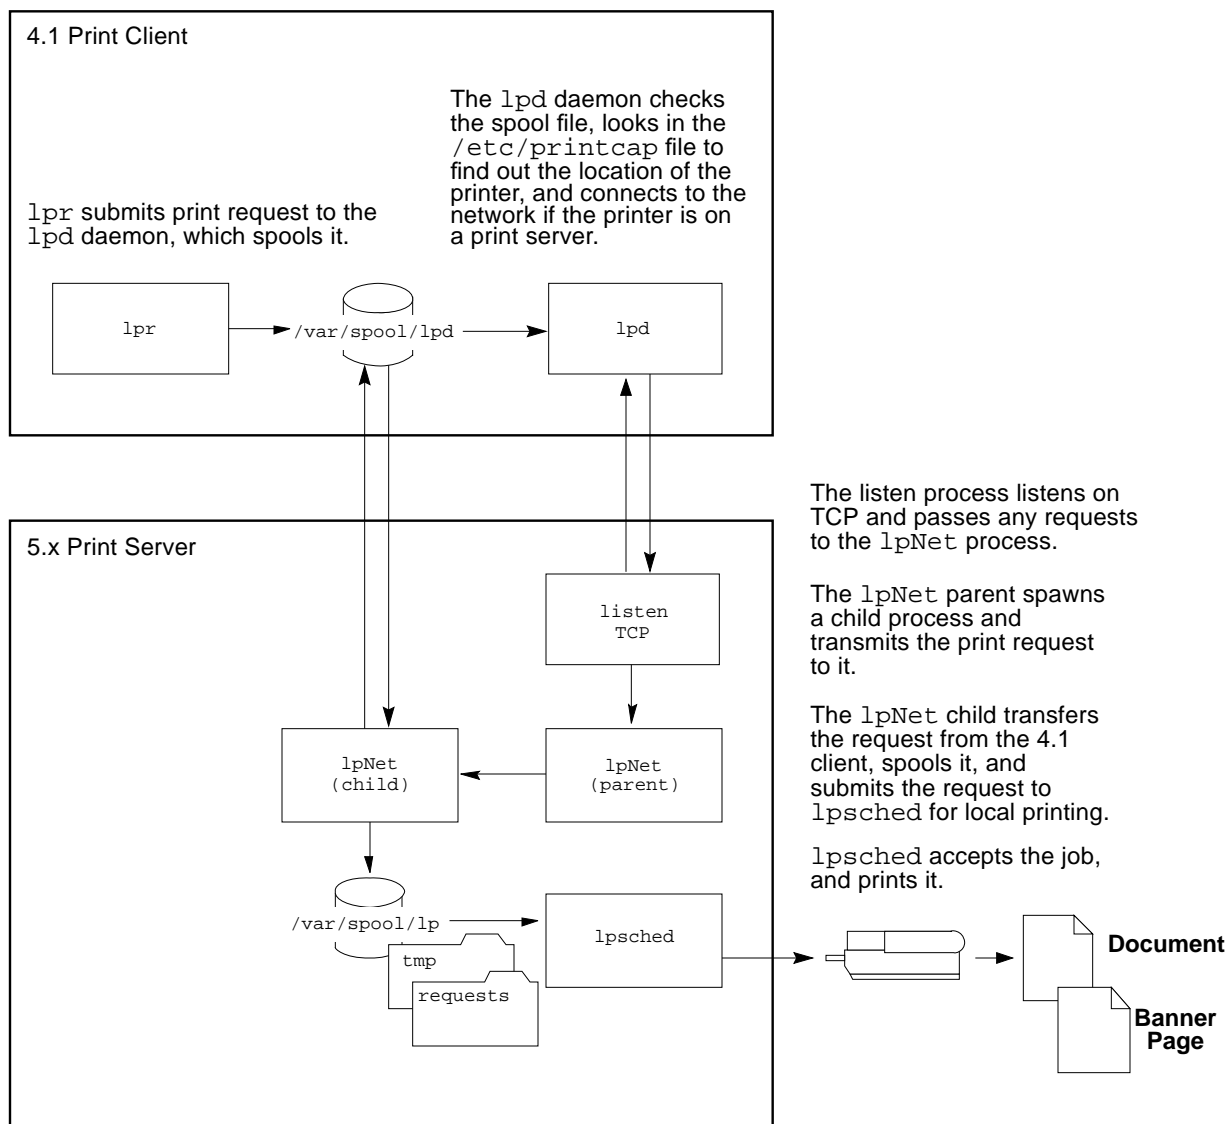 4.1 Print Client
The lpd daemon checks
the spool file, looks in the
/etc/printcap file to
find out the location of the
printer, and connects to the
network if the printer is on
a print server.
lpr submits print request to the
lpd daemon, which spools it.
lpr
/var/spool/lpd
lpd
5.x Print Server
The listen process listens on
TCP and passes any requests
to the lpNet process.
listen
TCP
The lpNet parent spawns
a child process and
transmits the print request
to it.
lpNet
(child)
lpNet
(parent)
The lpNet child transfers
the request from the 4.1
client, spools it, and
submits the request to
lpsched for local printing.
lpsched accepts the job,
and prints it.
/var/spool/lp
tmp
requests
lpsched
Document
Banner
Page